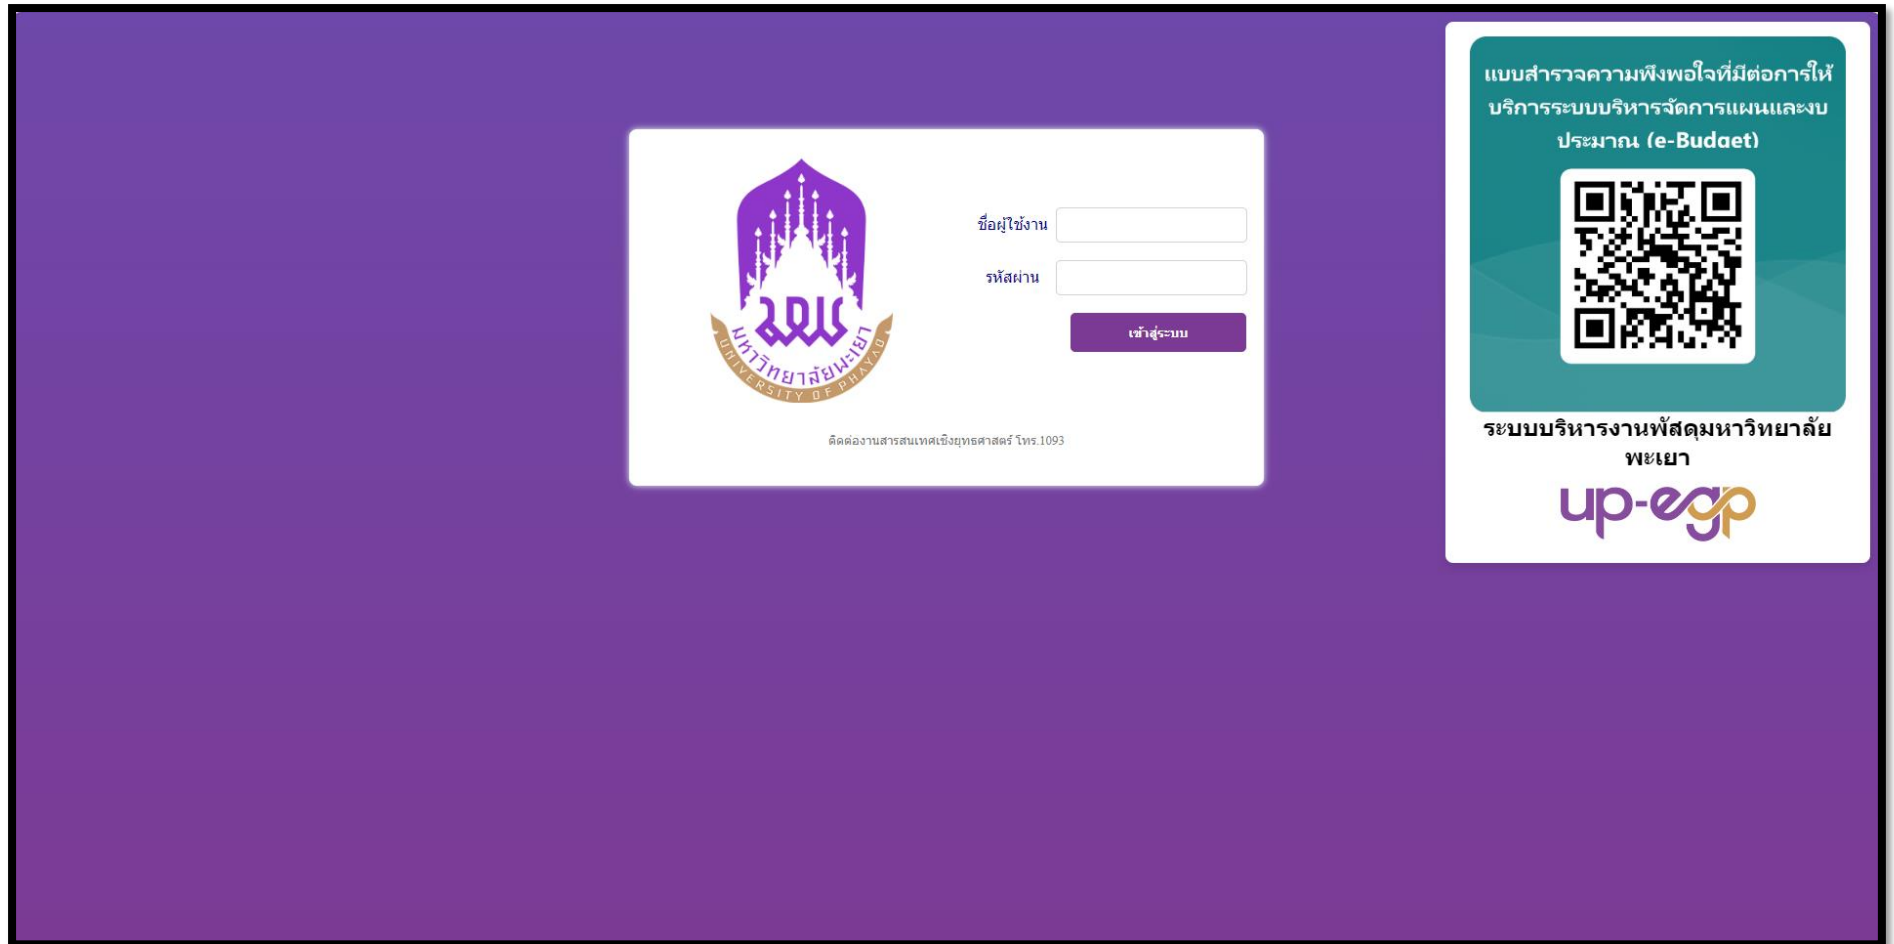 มพย
มหาวิทยาลัยพะเยา
UNIVERSITY OF PHAYAO
ชื่อผู้ใช้งาน
รหัสผ่าน
เข้าสู่ระบบ
ติดต่องานสารสนเทศเชิงยุทธศาสตร์ โทร.1093
แบบสำรวจความพึงพอใจที่มีต่อการให้
บริการระบบบริหารจัดการแผนและงบ
ประมาณ (e-Budget)
ระบบบริหารงานพัสดุมหาวิทยาลัย
พะเยา
up-egp